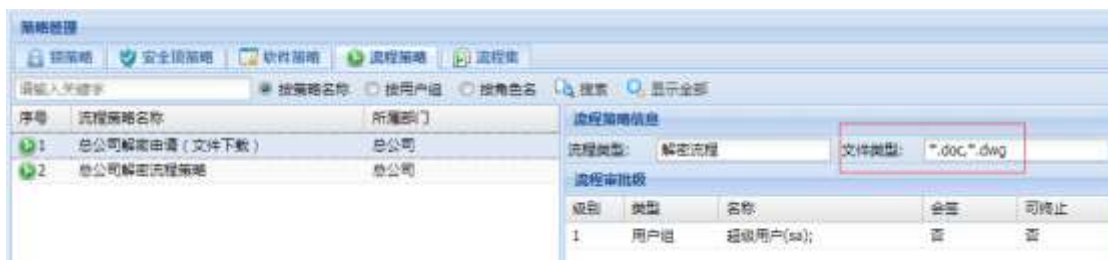 策略管理
锁策略 安全锁策略 软件策略 流程策略 流程集
请输入关键字 按策略名称 按用户组 按角色名 搜索 显示全部
序号 流程策略名称 所属部门
1 总公司解密申请(文件下载) 总公司
2 总公司解密流程策略 总公司
流程策略信息
流程类型: 解密流程 文件类型: *.doc,*.dwg
流程审批级
级别 类型 名称 会签 可终止
1 用户组 超级用户(sa); 否 否